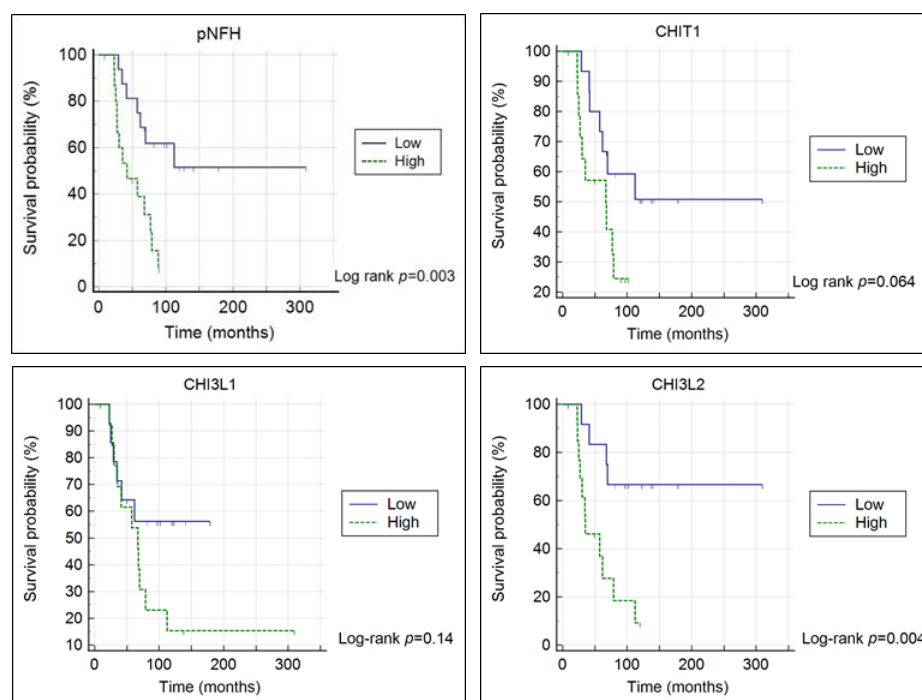 pNFH
100
80
60
40
20
0
Survival probability (%)
0 100 200 300
Time (months)
Low
High
Log rank p=0.003
CHIT1
100
90
80
70
60
50
40
30
20
Survival probability (%)
0 100 200 300
Time (months)
Low
High
Log rank p=0.064
CHI3L1
100
90
80
70
60
50
40
30
20
10
Survival probability (%)
0 100 200 300
Time (months)
Low
High
Log-rank p=0.14
CHI3L2
100
80
60
40
20
0
Survival probability (%)
0 100 200 300
Time (months)
Low
High
Log-rank p=0.004